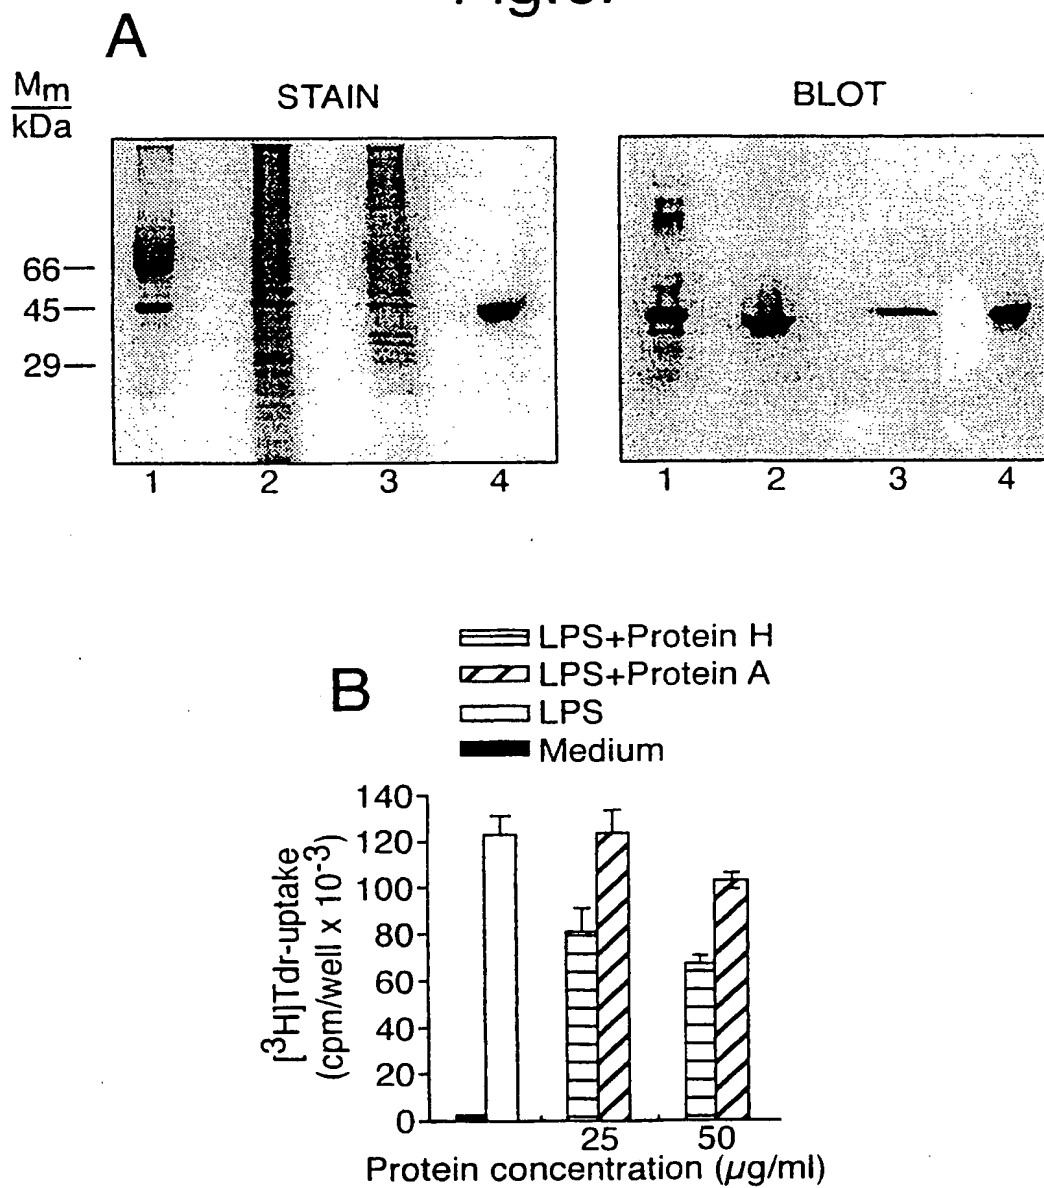 A
Mm
kDa
STAIN
BLOT
66
45
29
1 2 3 4
1 2 3 4
B
LPS+Protein H
LPS+Protein A
LPS
Medium
[³H]Tdr-uptake
(cpm/well x 10⁻³)
140
120
100
80
60
40
20
0
25 50
Protein concentration (µg/ml)